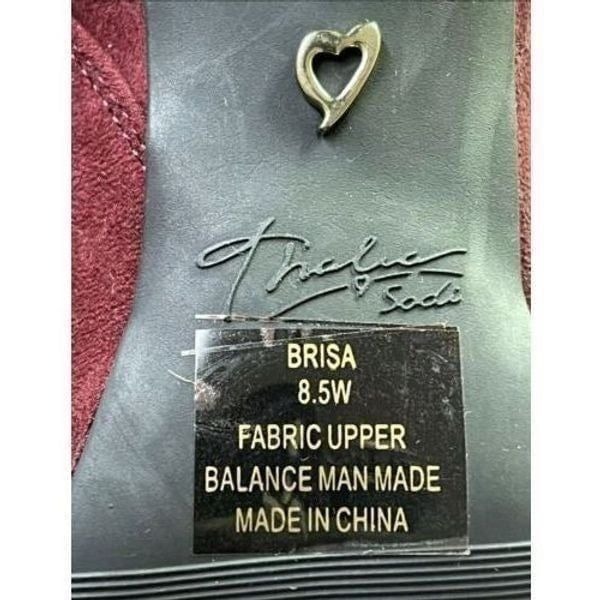 Thalia
Sodi
BRISA
8.5W
FABRIC UPPER
BALANCE MAN MADE
MADE IN CHINA